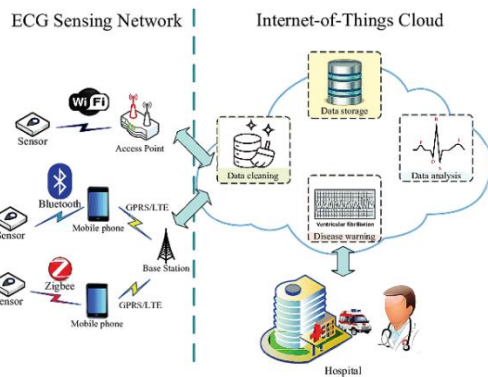 ECG Sensing Network
Internet-of-Things Cloud
WiFi
Sensor
Access Point
Bluetooth
GPRS/LTE
Sensor
Mobile phone
Base Station
Zigbee
GPRS/LTE
Sensor
Mobile phone
Data storage
Data cleaning
Data analysis
Ventricular fibrillation
Disease warning
Hospital